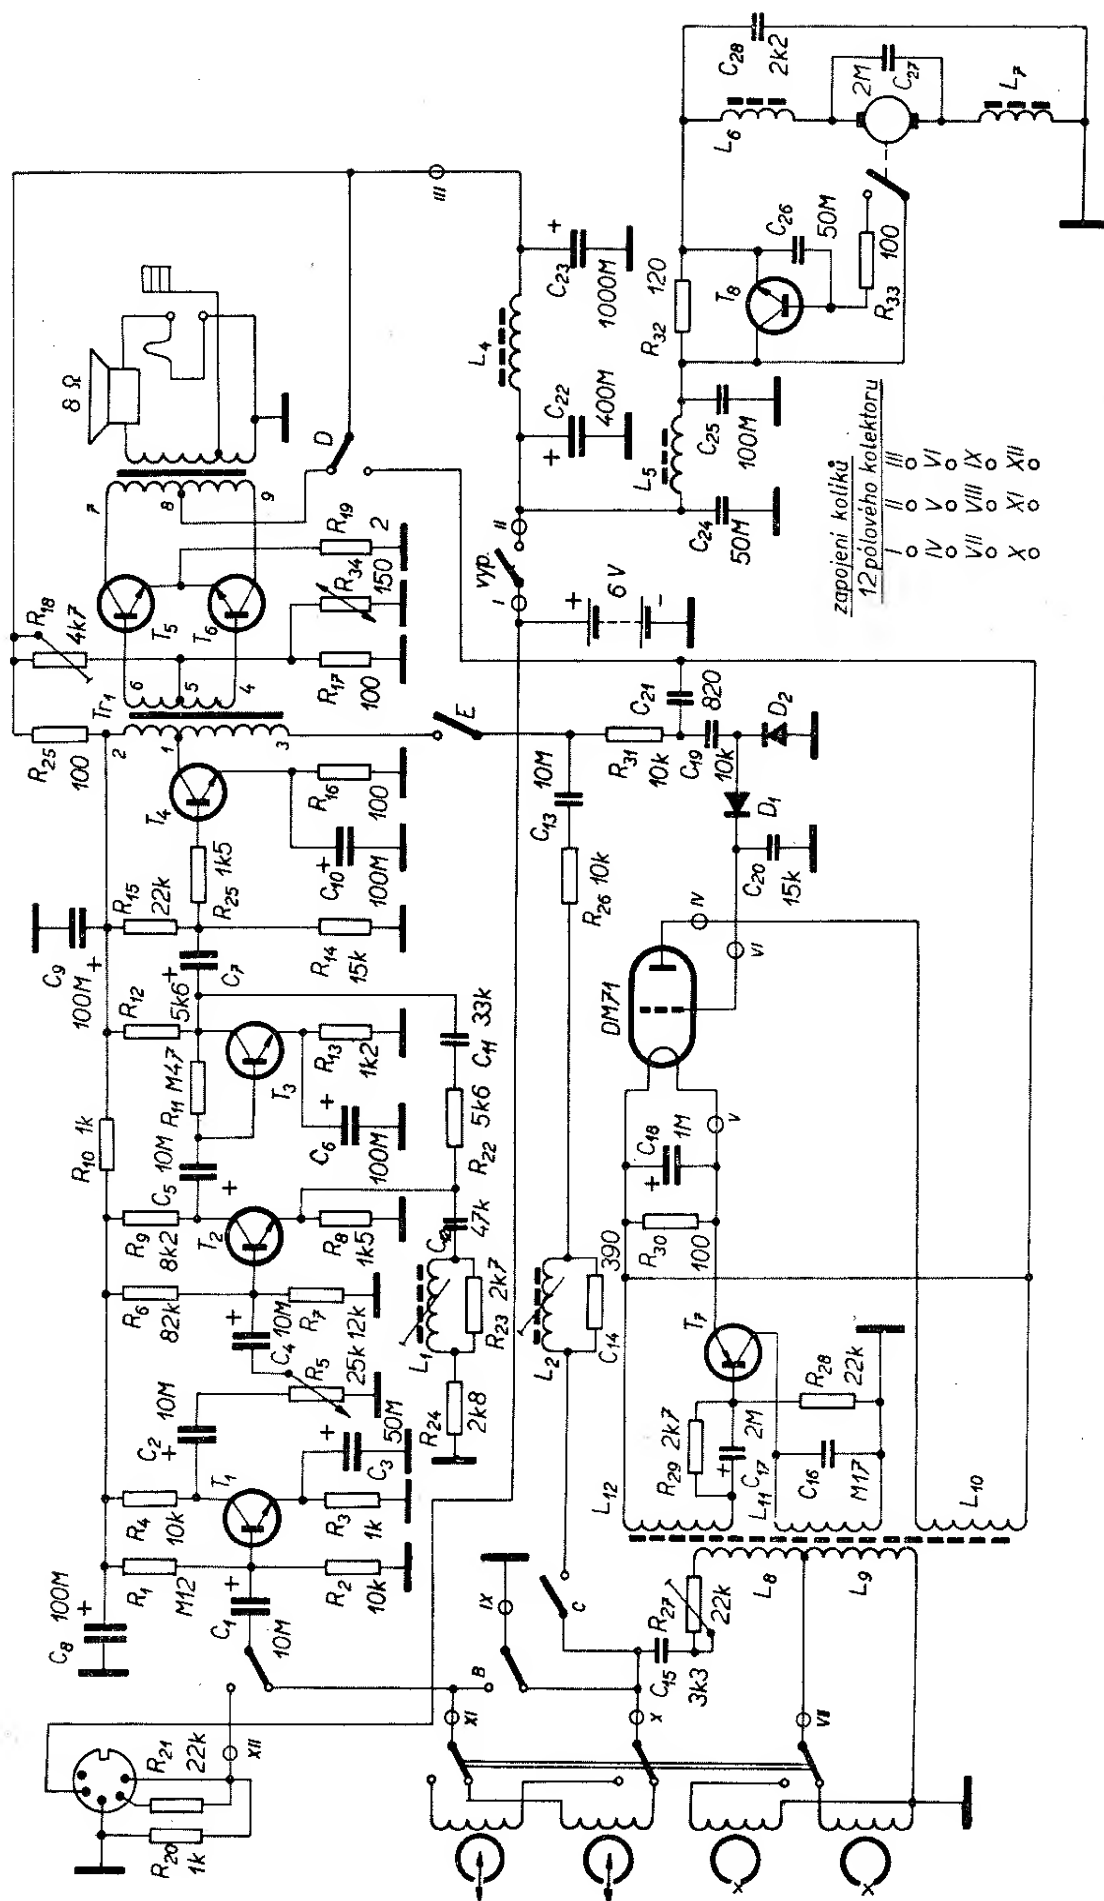 C8
100M
+
R1
M12
R4
10k
C1
10M
+
T1
R2
10k
R3
1k
C2
10M
+
C3
50M
+
R5
25k
C4
10M
+
R6
82k
R7
12k
R9
8k2
T2
R8
1k5
C5
10M
+
R10
1k
R11
M47
R12
5k6
T3
C6
100M
+
R13
1k2
C9
100M
+
C7
+
R15
22k
R14
15k
R25
1k5
T4
C10
100M
+
R16
100
R25
100
Tr1
2
1
3
6
5
4
R18
4k7
T5
T6
R17
100
R34
150
R19
2
7
8
9
8 Ω
D
E
III
R20
1k
R21
22k
XII
R24
2k8
L1
R23
2k7
C12
47k
R22
5k6
C11
33k
L2
C14
390
R26
10k
C13
10M
R31
10k
C21
820
C19
10k
D2
D1
C20
15k
I
vyp.
II
+
6V
-
L4
C22
400M
+
C23
1000M
+
L5
C24
50M
C25
100M
R32
120
T8
C26
50M
R33
100
L6
L7
2M
C27
C28
2k2
DM71
IV
VI
V
C18
1M
+
R30
100
T7
R29
2k7
C17
2M
+
R28
22k
C16
M17
L12
L11
L10
L8
L9
R27
22k
C15
3k3
IX
B
C
XI
X
VII
X
X
zapojení kolíků
12pólového kolektoru
I II III
IV V VI
VII VIII IX
X XI XII